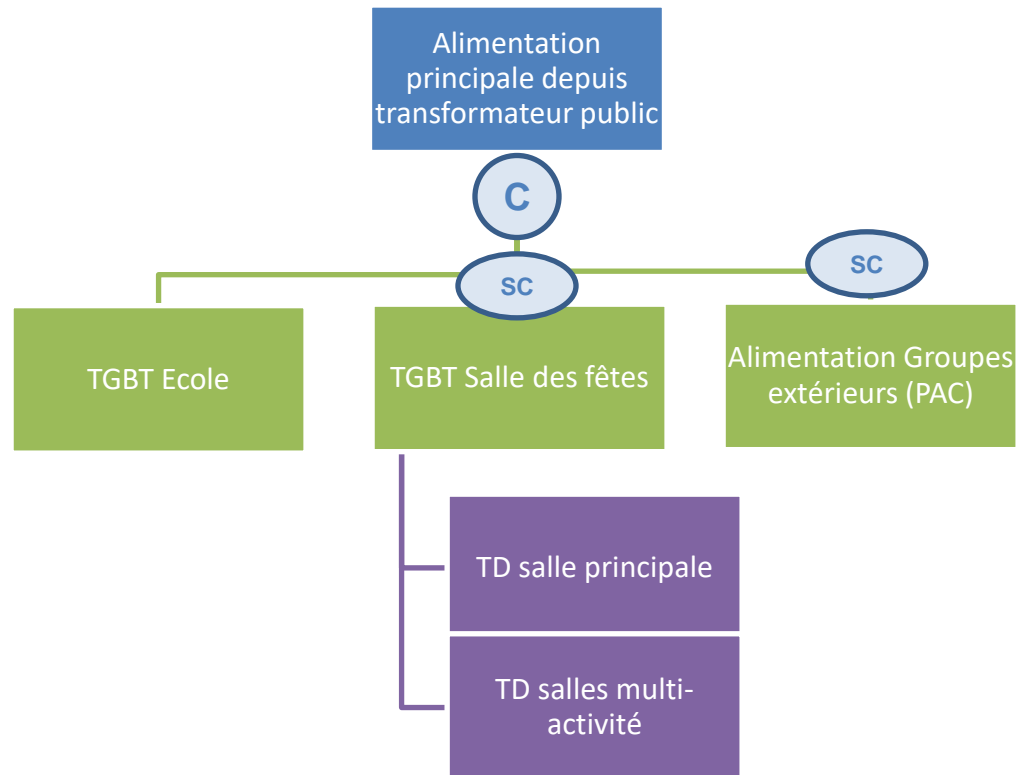 Alimentation
principale depuis
transformateur public
C
SC
SC
TGBT Ecole
TGBT Salle des fêtes
Alimentation Groupes
extérieurs (PAC)
TD salle principale
TD salles multi-
activité